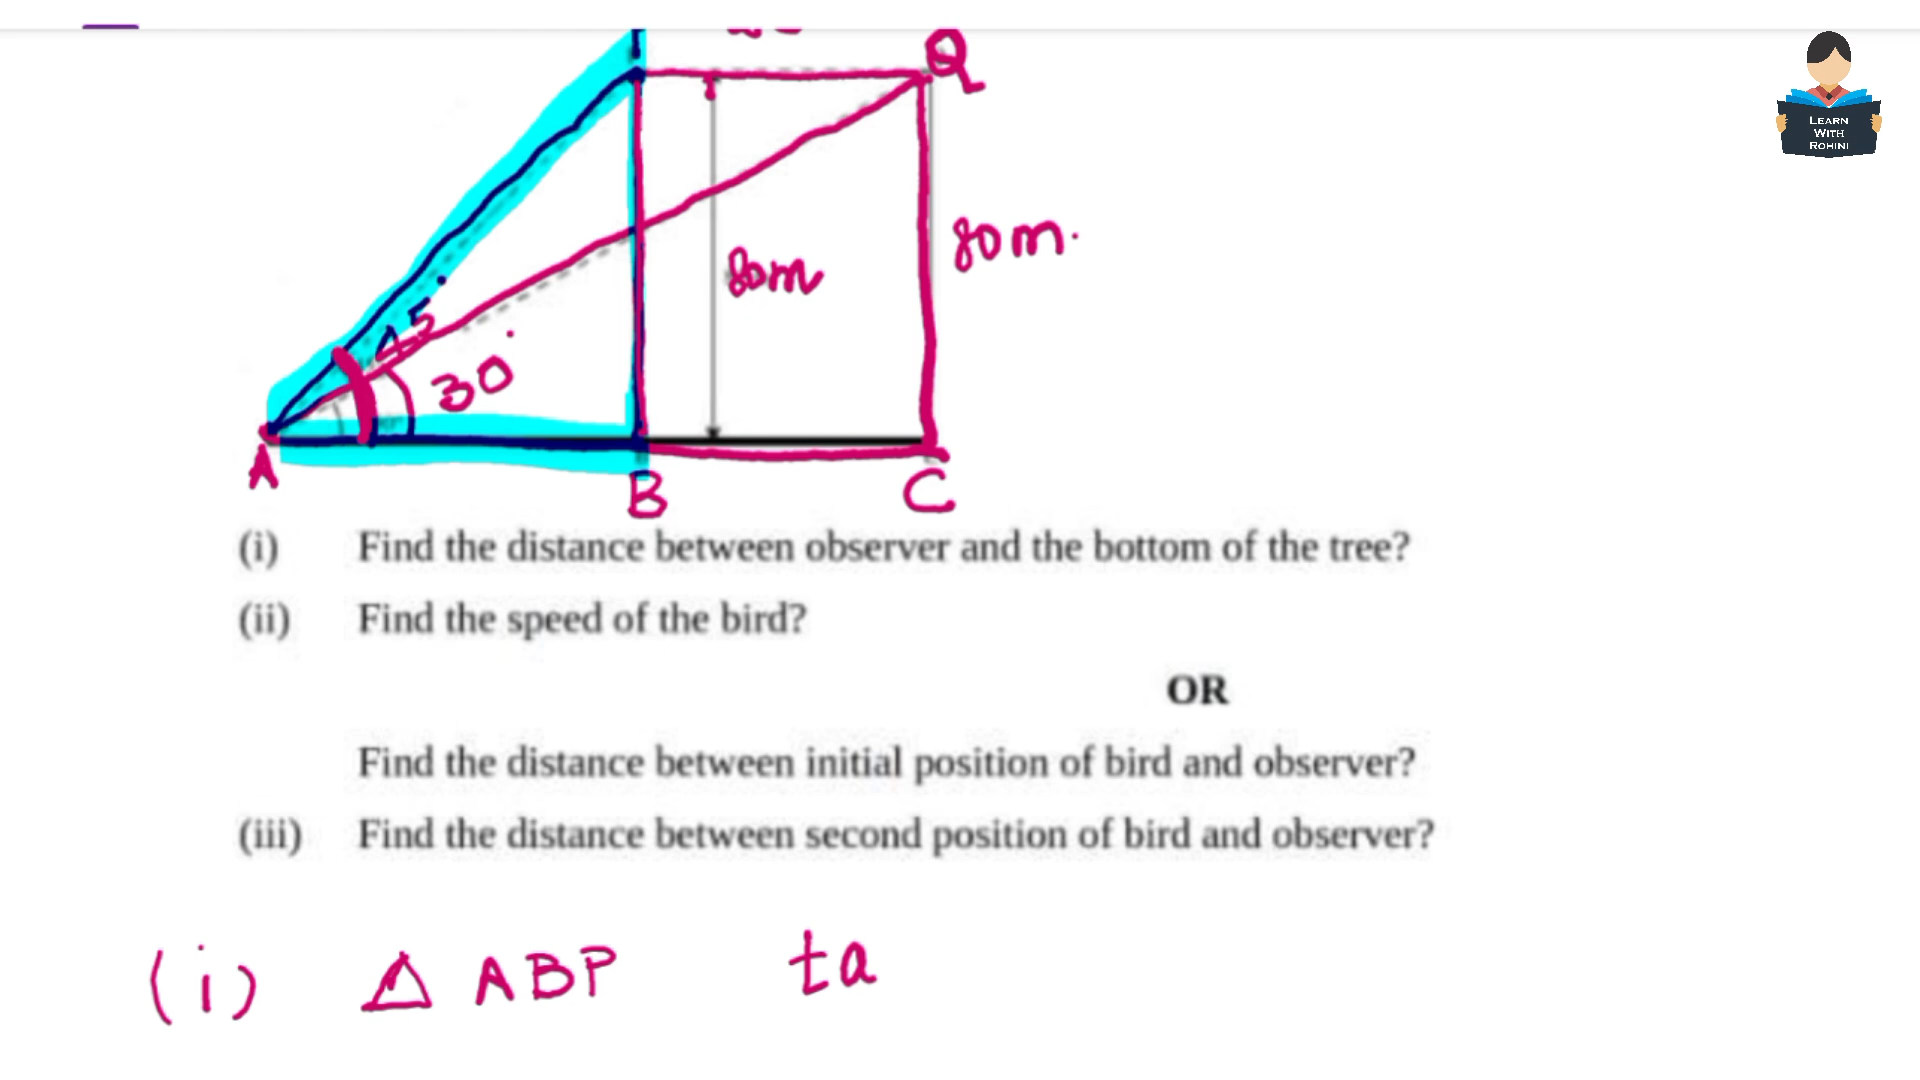 Q
LEARN
WITH
ROHINI
80m.
80m
45°
30°
A
B
C
(i) Find the distance between observer and the bottom of the tree?
(ii) Find the speed of the bird?
OR
Find the distance between initial position of bird and observer?
(iii) Find the distance between second position of bird and observer?
(i) △ ABP ta